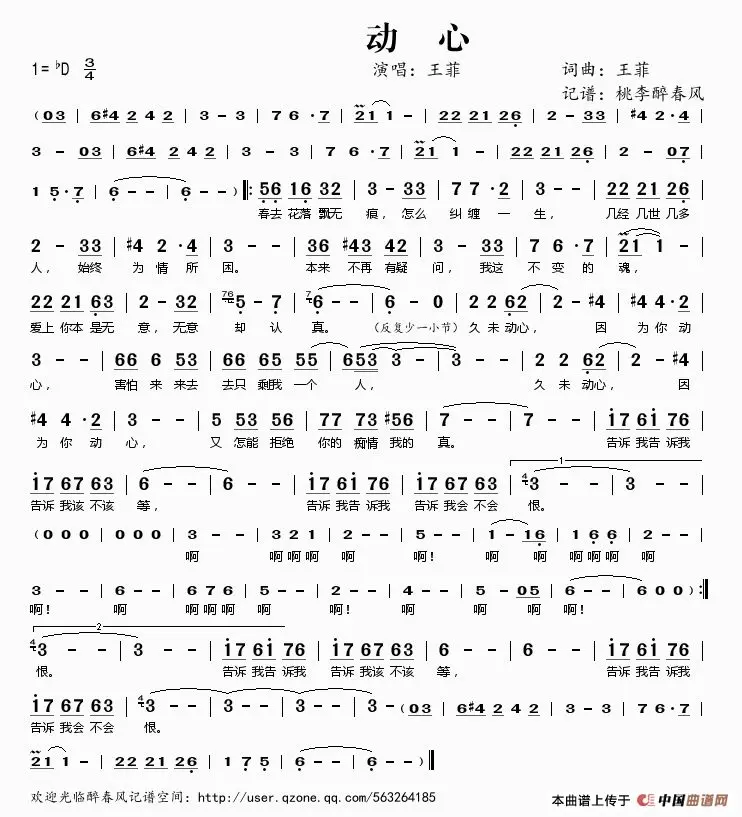 动 心
1=♭D 3/4 演唱：王菲 词曲：王菲
记谱：桃李醉春风
(03 | 6#4 2 4 2 | 3 - 3 | 7 6 · 7 | 21 1 - | 22 21 26 | 2 - 33 | #4 2 · 4 |
3 - 03 | 6#4 2 4 2 | 3 - 3 | 7 6 · 7 | 21 1 - | 22 21 26 | 2 - 07 |
1 5 · 7 | 6 - - | 6 - - ) ‖: 56 16 32 | 3 - 33 | 77 · 2 | 3 - - | 22 21 26 |
春去 花落 飘无 痕，怎么 纠缠 一 生， 几经 几世 几多
2 - 33 | #4 2 · 4 | 3 - - | 36 #43 42 | 3 - 33 | 7 6 · 7 | 21 1 - |
人，始终 为 情 所 困。 本来 不再 有疑 问，我这 不 变 的 魂，
22 21 63 | 2 - 32 | 76 5 · 7 | 7 6 - - | 6 - 0 | 2 2 62 | 2 - #4 | #4 4 · 2 |
爱上 你本 是无 意，无意 却 认 真。（反复少一小节）久 未 动心， 因 为 你 动
3 - - | 66 6 53 | 66 65 55 | 653 3 - | 3 - - | 2 2 62 | 2 - #4 |
心， 害怕 来 来去 去只 剩我 一个 人， 久 未 动心， 因
#4 4 · 2 | 3 - - | 5 53 56 | 77 73 #56 | 7 - - | 7 - - | i7 6i 76 |
为 你 动 心， 又 怎能 拒绝 你的 痴情 我的 真。 告诉 我告 诉我
i7 67 63 | 6 - - | 6 - - | i7 6i 76 | i7 67 63 | 4 3 - - | 3 - - | 1
告诉 我该 不该 等， 告诉 我告 诉我 告诉 我会 不会 恨。
(0 0 0 | 0 0 0 | 3 - - | 3 2 1 | 2 - - | 5 - - | 1 - 16 | 1 6 6 | 2 - - |
啊 啊啊啊 啊 啊！ 啊 啊 啊啊啊 啊
3 - - | 6 - - | 6 7 6 | 5 - - | 2 - - | 4 - - | 5 - 05 | 6 - - | 6 0 0 ) :‖
啊！ 啊 啊啊啊 啊！ 啊 啊！ 啊 啊 啊！
2
4 3 - - | 3 - - | i7 6i 76 | i7 67 63 | 6 - - | 6 - - | i7 6i 76 |
恨。 告诉 我告 诉我 告诉 我该 不该 等， 告诉 我告 诉我
i7 67 63 | 4 3 - - | 3 - - | 3 - - | 3 - (03 | 6#4 2 4 2 | 3 - 3 | 7 6 · 7 |
告诉 我会 不会 恨。
21 1 - | 22 21 26 | 1 7 5 | 6 - - | 6 - - ‖
欢迎光临醉春风记谱空间：http://user.qzone.qq.com/563264185
本曲谱上传于 中国曲谱网